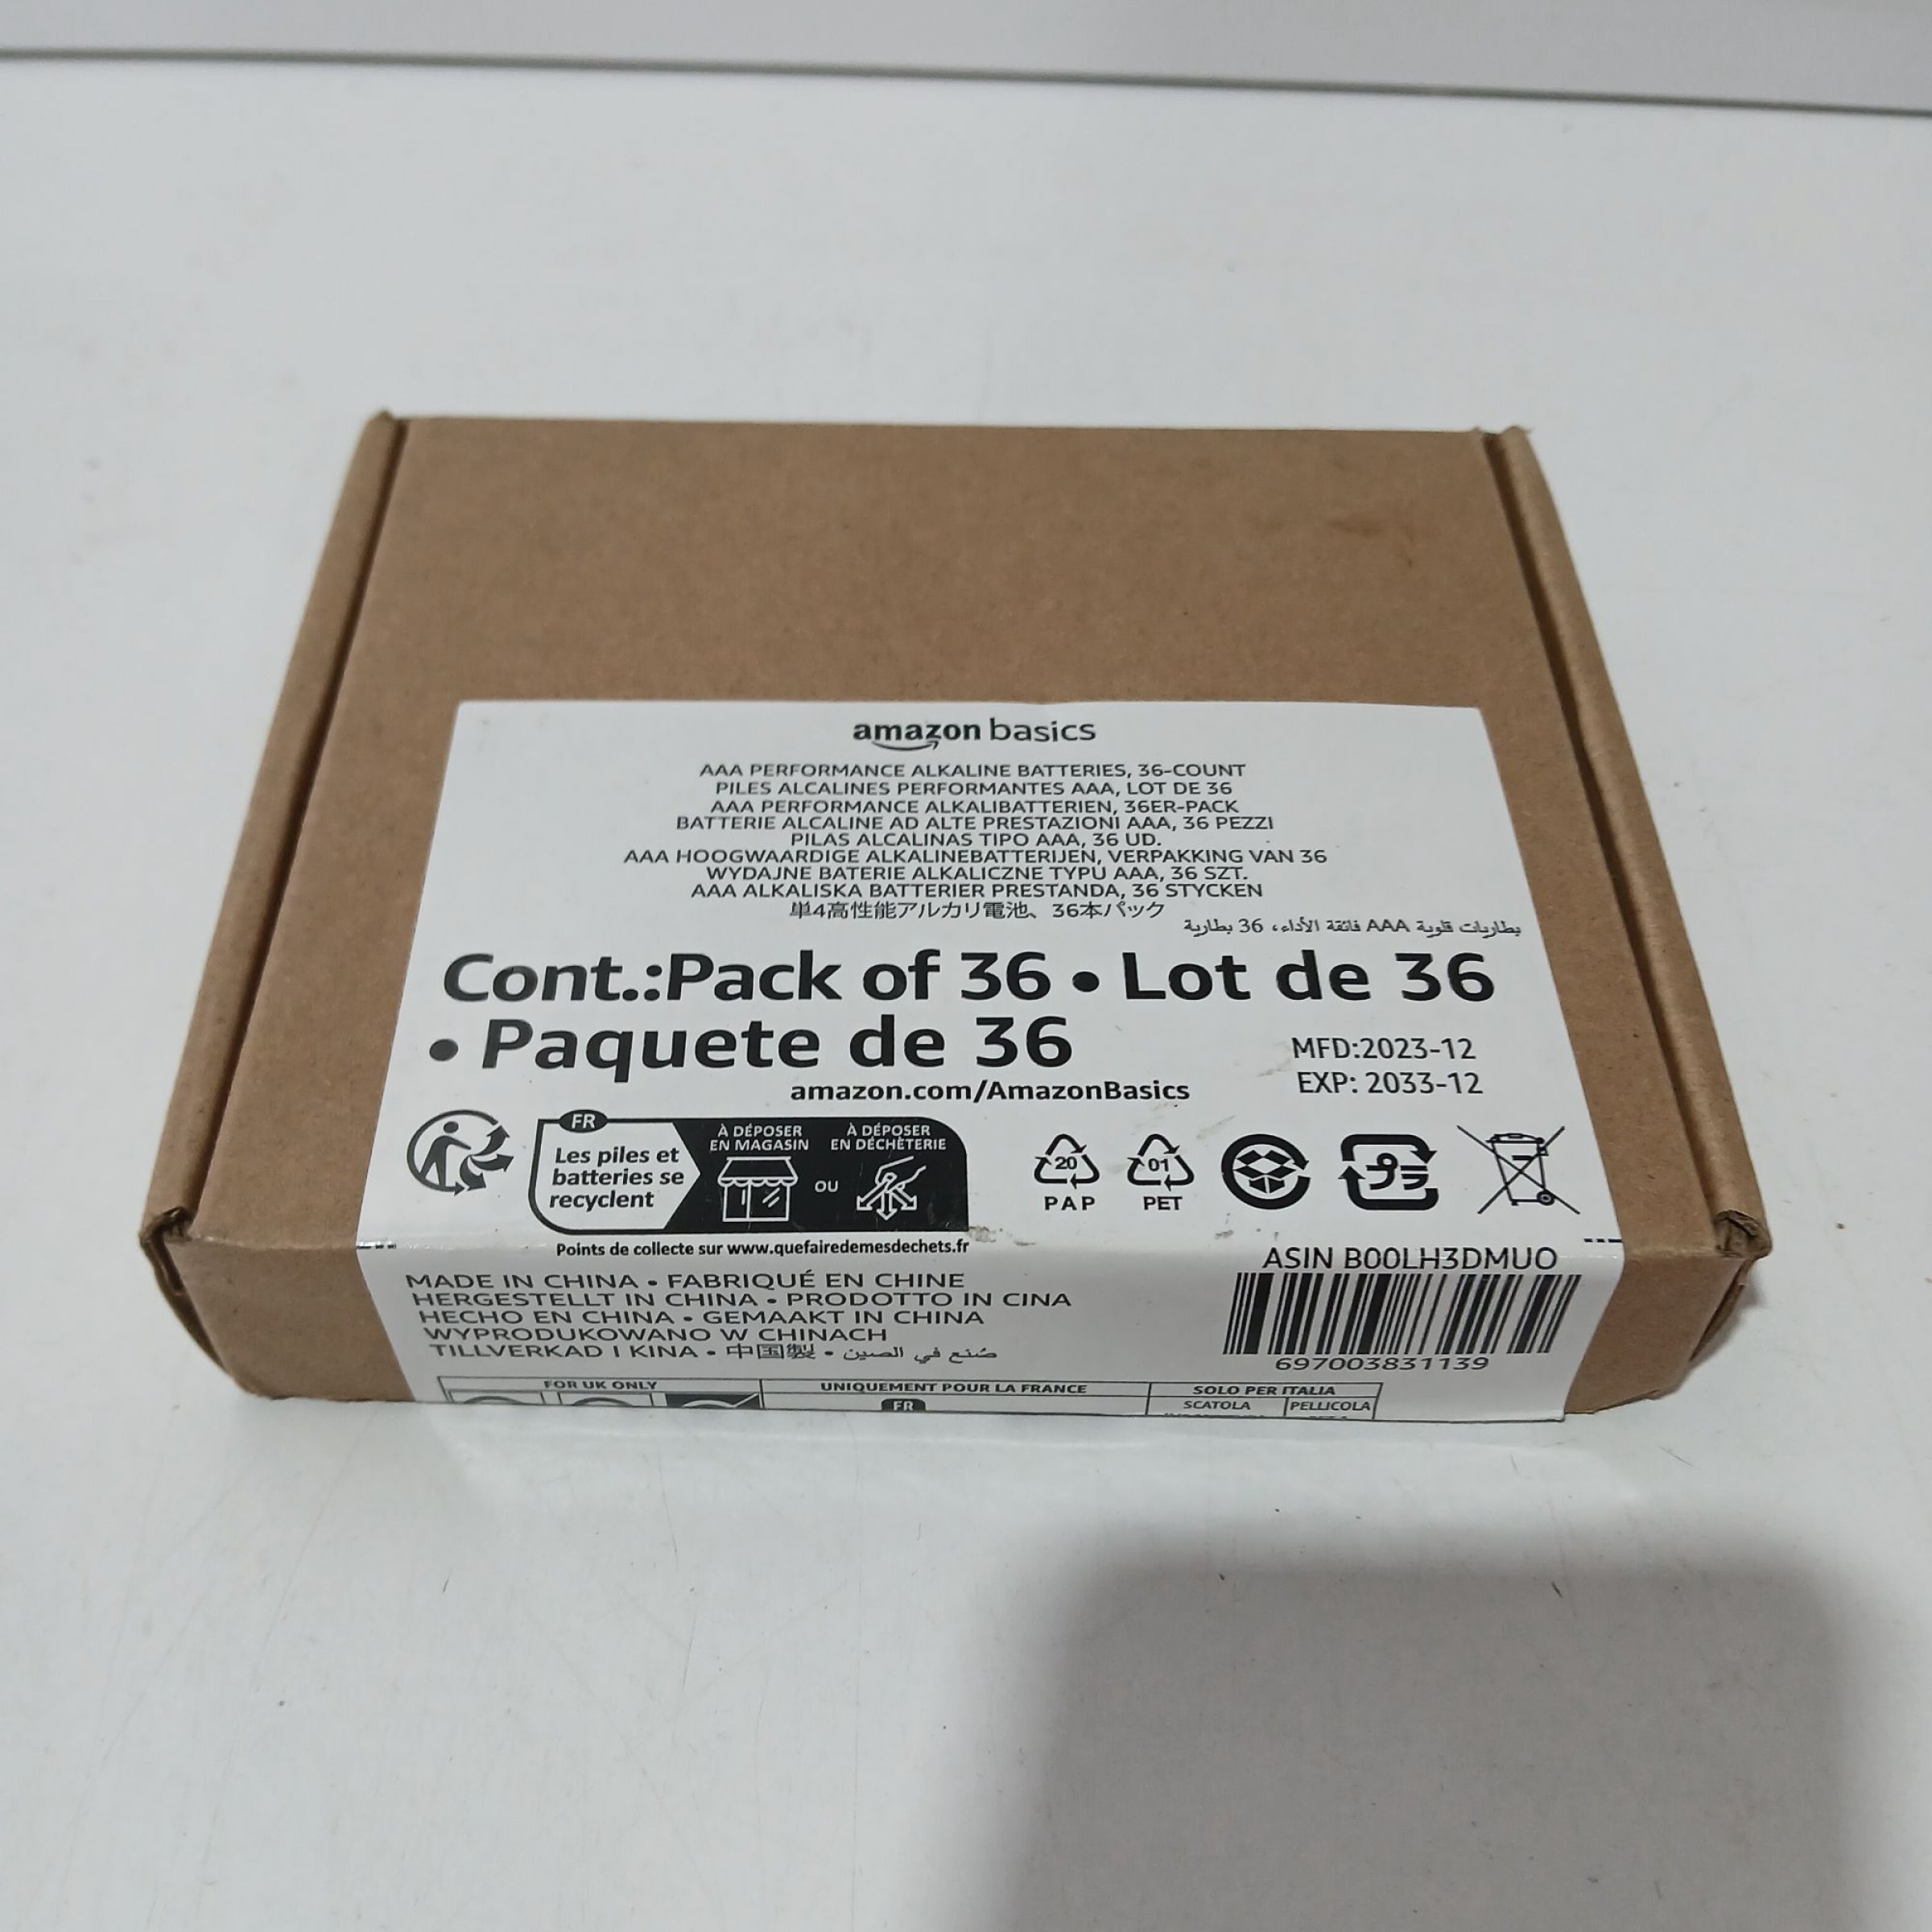 amazon basics
AAA PERFORMANCE ALKALINE BATTERIES, 36-COUNT
PILES ALCALINES PERFORMANTES AAA, LOT DE 36
AAA PERFORMANCE ALKALIBATTERIEN, 36ER-PACK
BATTERIE ALCALINE AD ALTE PRESTAZIONI AAA, 36 PEZZI
PILAS ALCALINAS TIPO AAA, 36 UD.
AAA HOOGWAARDIGE ALKALINEBATTERIJEN, VERPAKKING VAN 36
WYDAJNE BATERIE ALKALICZNE TYPU AAA, 36 SZT.
AAA ALKALISKA BATTERIER PRESTANDA, 36 STYCKEN
単4高性能アルカリ電池、36本パック
بطاريات قلوية AAA فائقة الأداء، 36 بطارية
Cont.:Pack of 36 • Lot de 36
• Paquete de 36
MFD:2023-12
EXP: 2033-12
amazon.com/AmazonBasics
FR
Les piles et
batteries se
recyclent
À DÉPOSER
EN MAGASIN
OU
À DÉPOSER
EN DÉCHÈTERIE
20
PAP
01
PET
プラ
Points de collecte sur www.quefairedemesdechets.fr
ASIN B00LH3DMUO
697003831139
MADE IN CHINA • FABRIQUÉ EN CHINE
HERGESTELLT IN CHINA • PRODOTTO IN CINA
HECHO EN CHINA • GEMAAKT IN CHINA
WYPRODUKOWANO W CHINACH
TILLVERKAD I KINA • 中国製 • صُنع في الصين
FOR UK ONLY
UNIQUEMENT POUR LA FRANCE
FR
SOLO PER ITALIA
SCATOLA
PELLICOLA